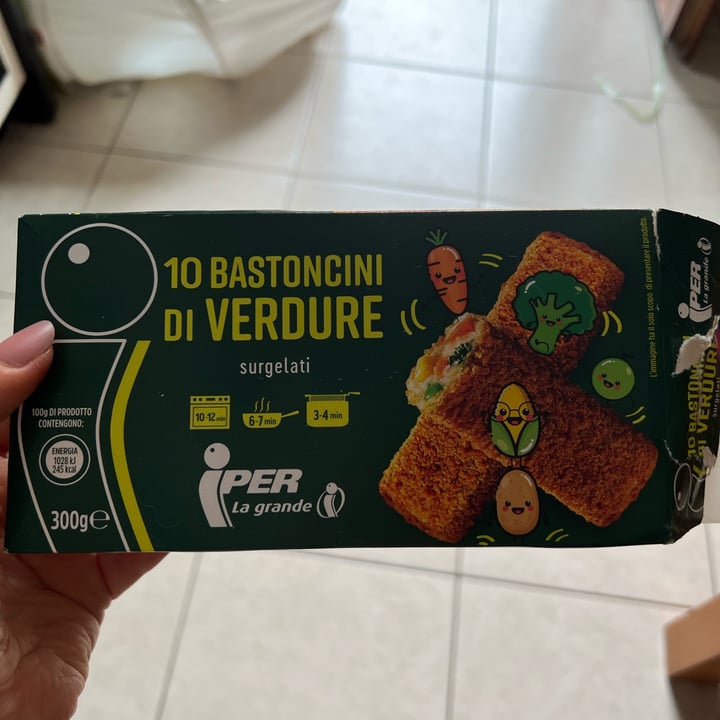 10 BASTONCINI
DI VERDURE
surgelati
10-12 min
6-7 min
3-4 min
100g DI PRODOTTO
CONTENGONO:
ENERGIA
1028 kJ
245 kcal
300g e
iPER
La grande i
L'immagine ha il solo scopo di presentare il prodotto.
iPER
La grande i
10 BASTONCINI
DI VERDURE